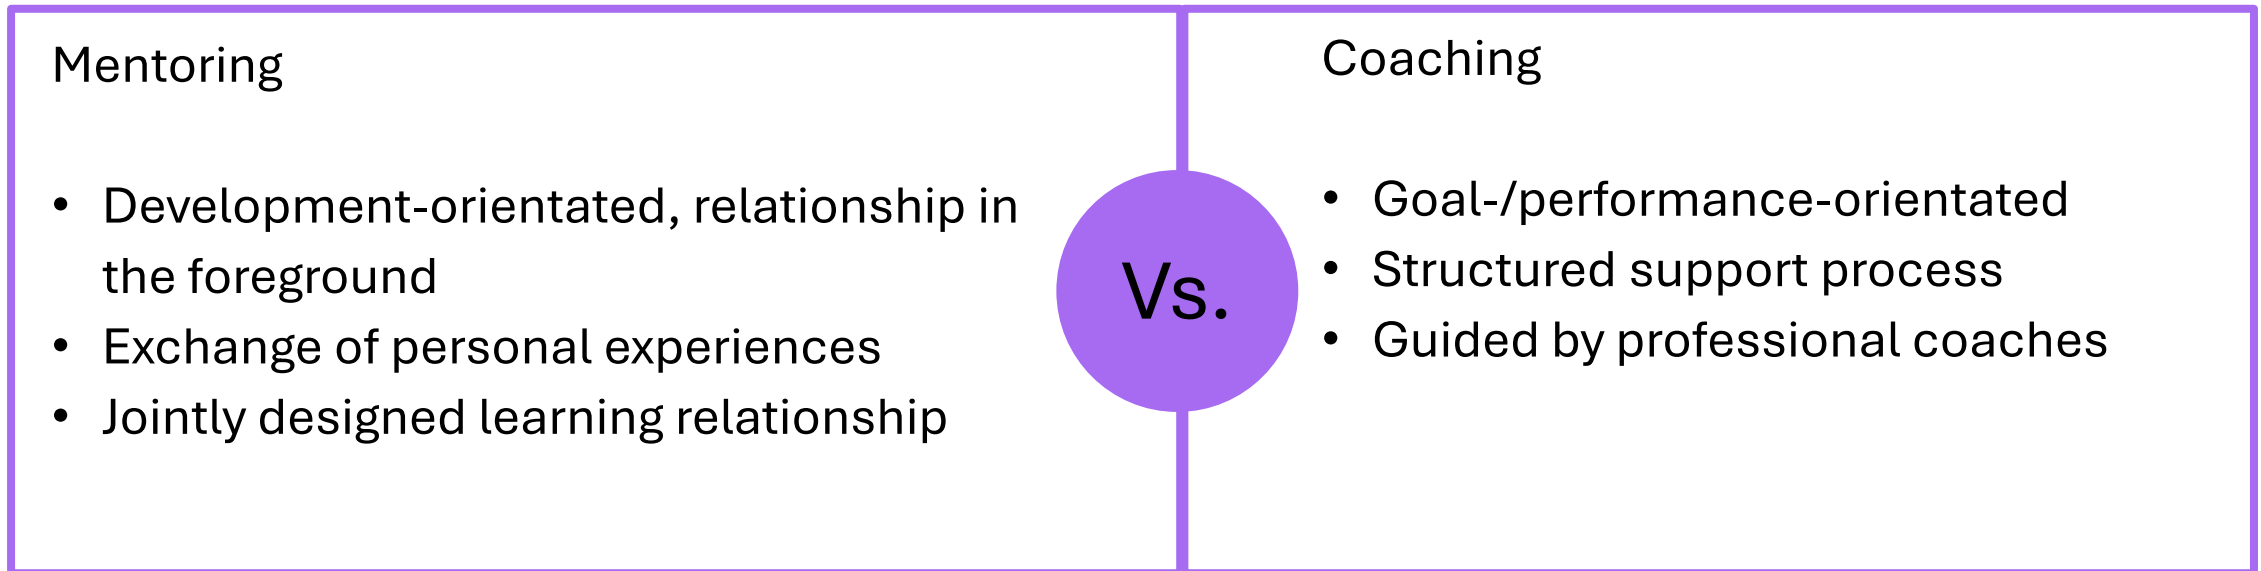 Mentoring
• Development-orientated, relationship in
the foreground
• Exchange of personal experiences
• Jointly designed learning relationship
Vs.
Coaching
• Goal-/performance-orientated
• Structured support process
• Guided by professional coaches